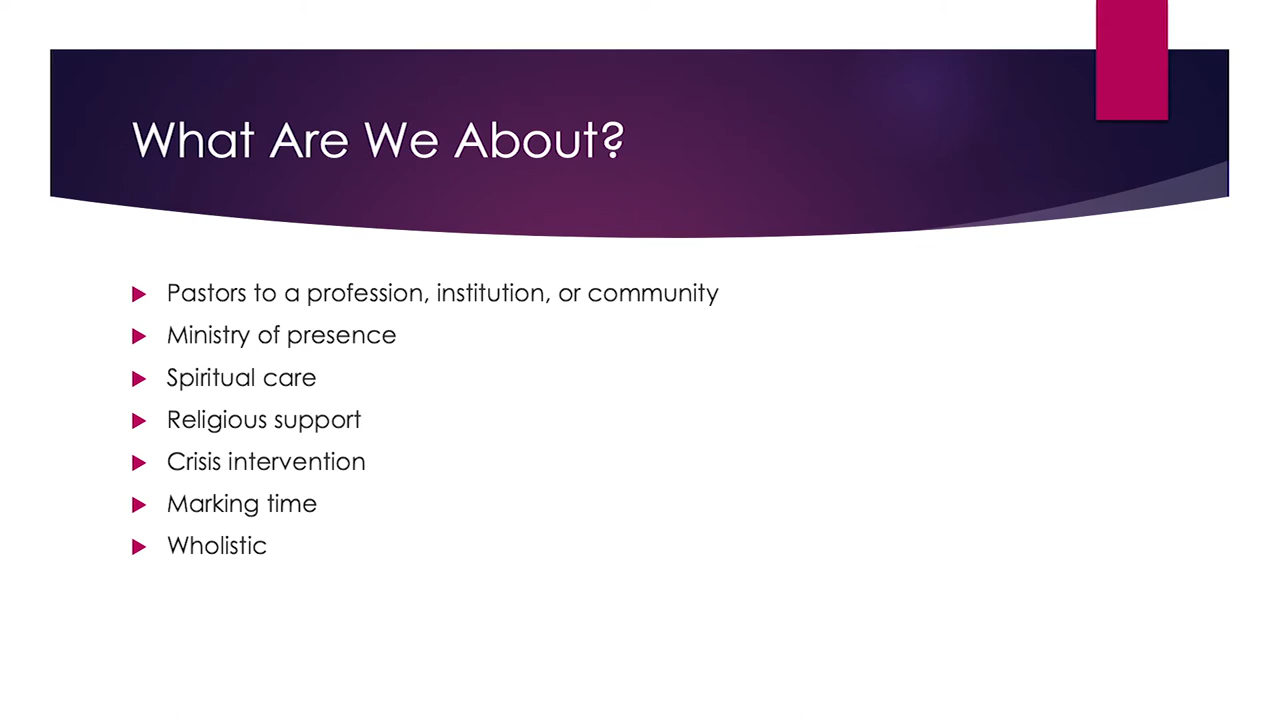 What Are We About?
Pastors to a profession, institution, or community
Ministry of presence
Spiritual care
Religious support
Crisis intervention
Marking time
Wholistic